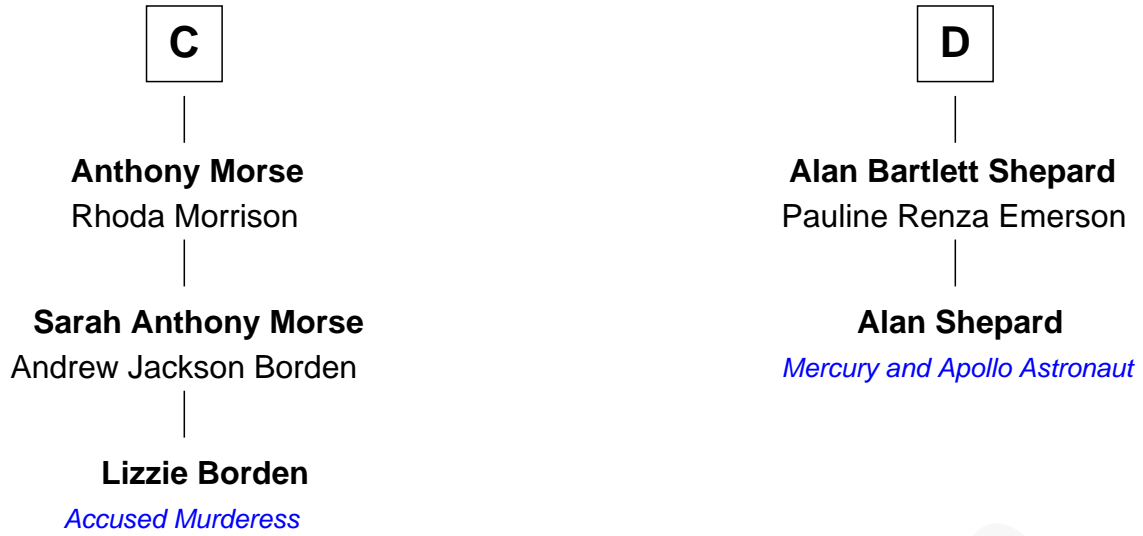 C
Anthony Morse
Rhoda Morrison
Sarah Anthony Morse
Andrew Jackson Borden
Lizzie Borden
Accused Murderess
D
Alan Bartlett Shepard
Pauline Renza Emerson
Alan Shepard
Mercury and Apollo Astronaut